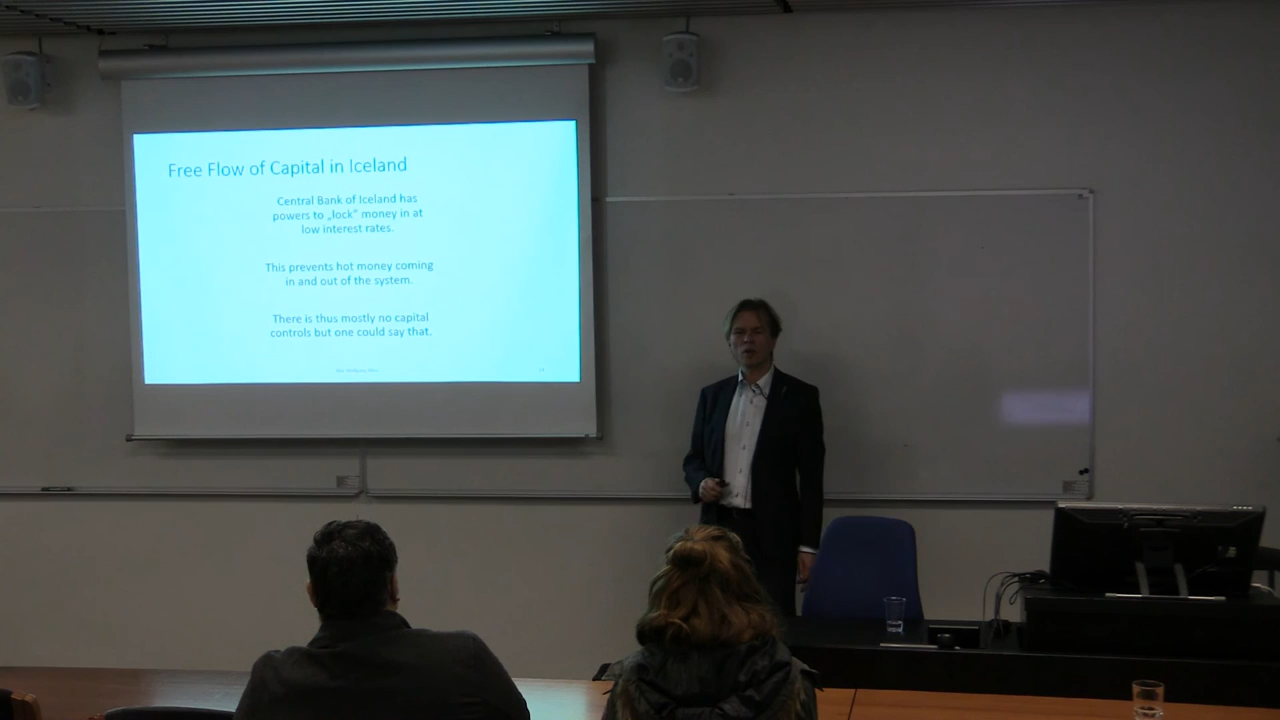 Free Flow of Capital in Iceland
Central Bank of Iceland has
powers to „lock” money in at
low interest rates.
This prevents hot money coming
in and out of the system.
There is thus mostly no capital
controls but one could say that.